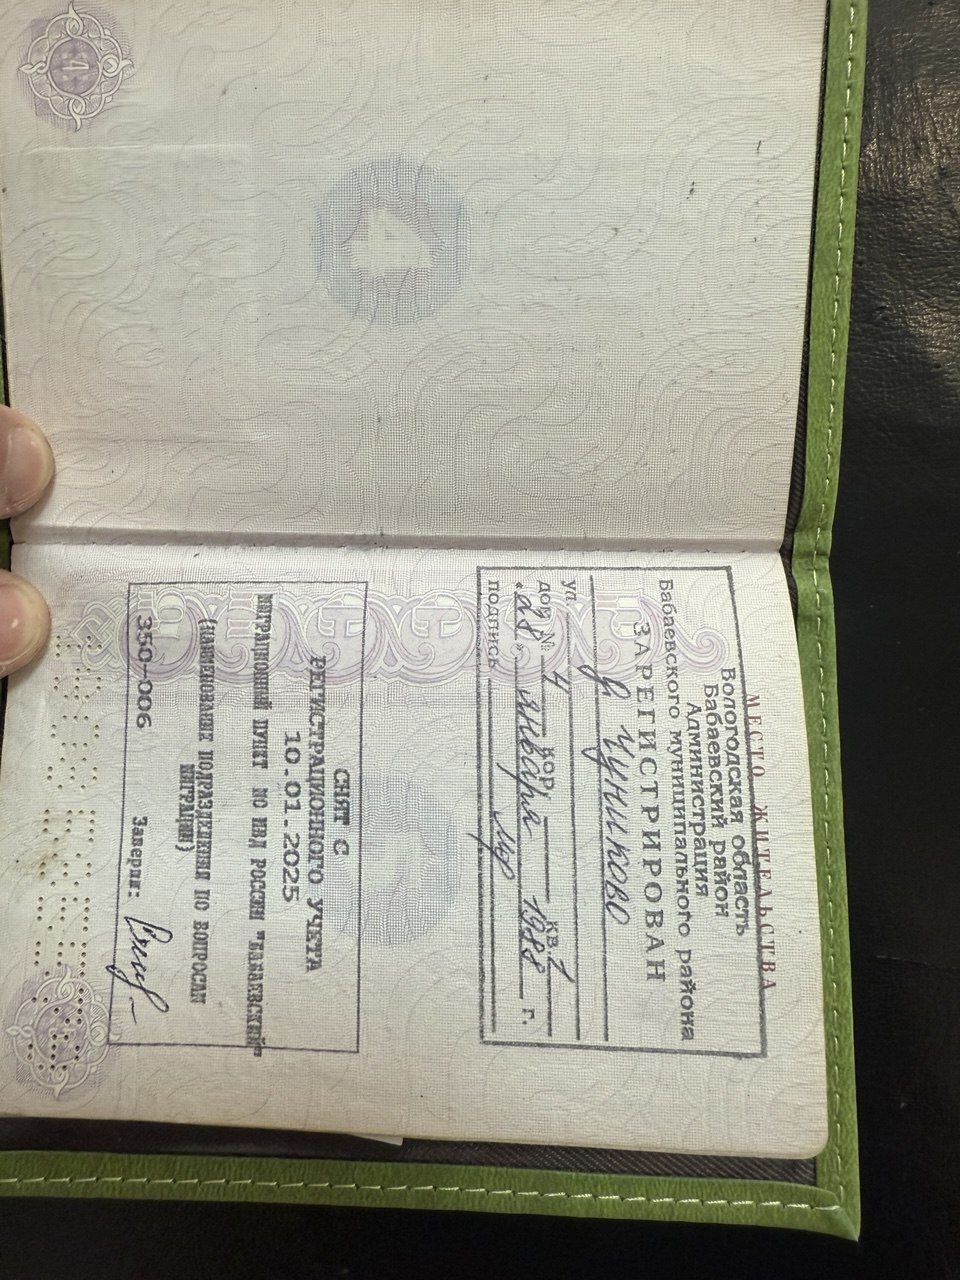 МЕСТО ЖИТЕЛЬСТВА
Вологодская область
Бабаевский район
Администрация
Бабаевского муниципального района
ЗАРЕГИСТРИРОВАН
д Чуниково
ул.
дом № 4 корп. кв. 1
"28" января 1988 г.
подпись
СНЯТ С
РЕГИСТРАЦИОННОГО УЧЕТА
10.01.2025
МИГРАЦИОННЫЙ ПУНКТ МО МВД РОССИИ "БАБАЕВСКИЙ"
(НАИМЕНОВАНИЕ ПОДРАЗДЕЛЕНИЯ ПО ВОПРОСАМ
МИГРАЦИИ)
350-006 Заверил: